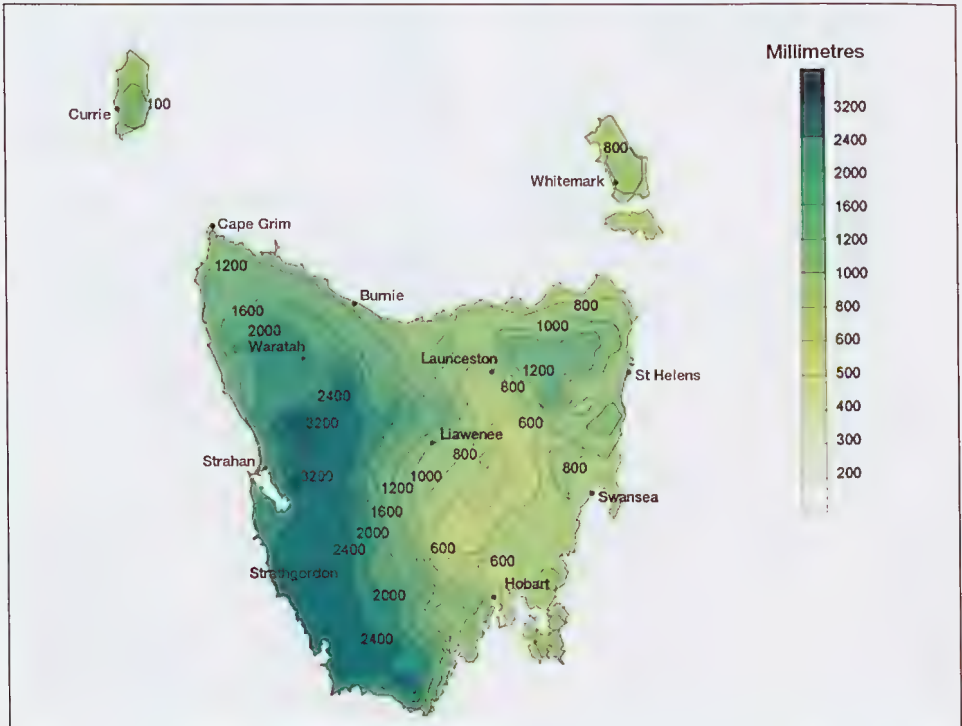 Millimetres
3200
2400
2000
1600
1200
1000
800
600
500
400
300
200
100
Currie
800
Whitemark
Cape Grim
1200
Burnie
800
1600
1000
2000
Waratah
Launceston
1200
St Helens
800
2400
3200
600
Liawenee
800
Strahan
3200
1000
800
1200
Swansea
1600
2000
2400
600
600
Strathgordon
Hobart
2000
2400